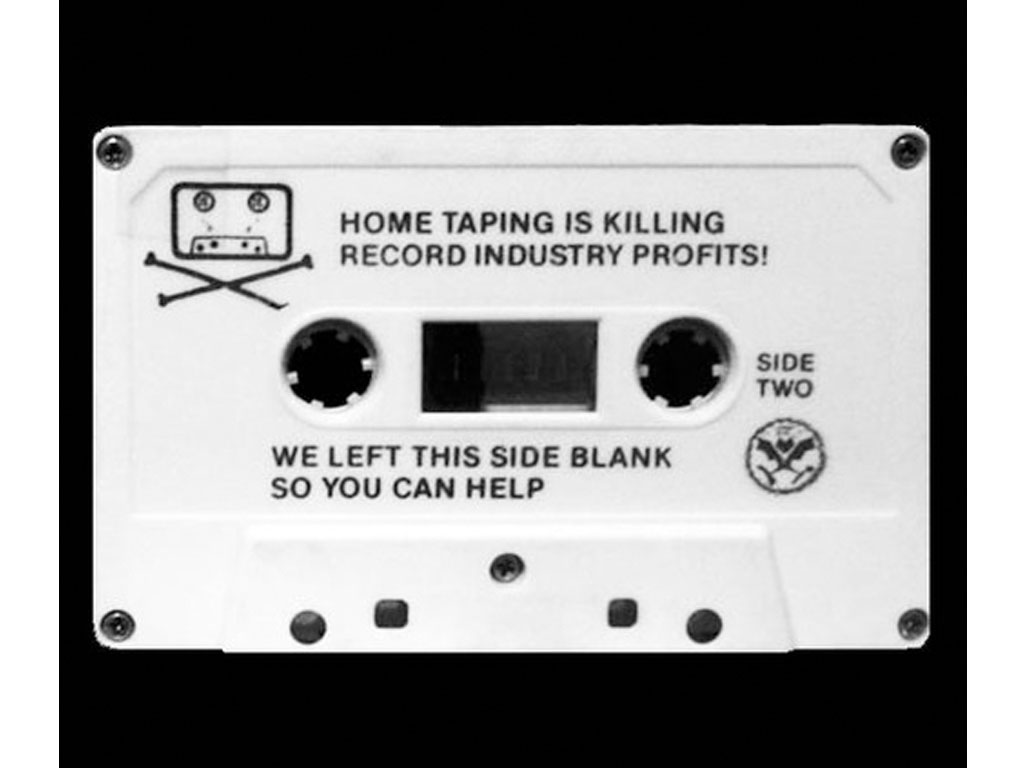 HOME TAPING IS KILLING
RECORD INDUSTRY PROFITS!
SIDE
TWO
WE LEFT THIS SIDE BLANK
SO YOU CAN HELP